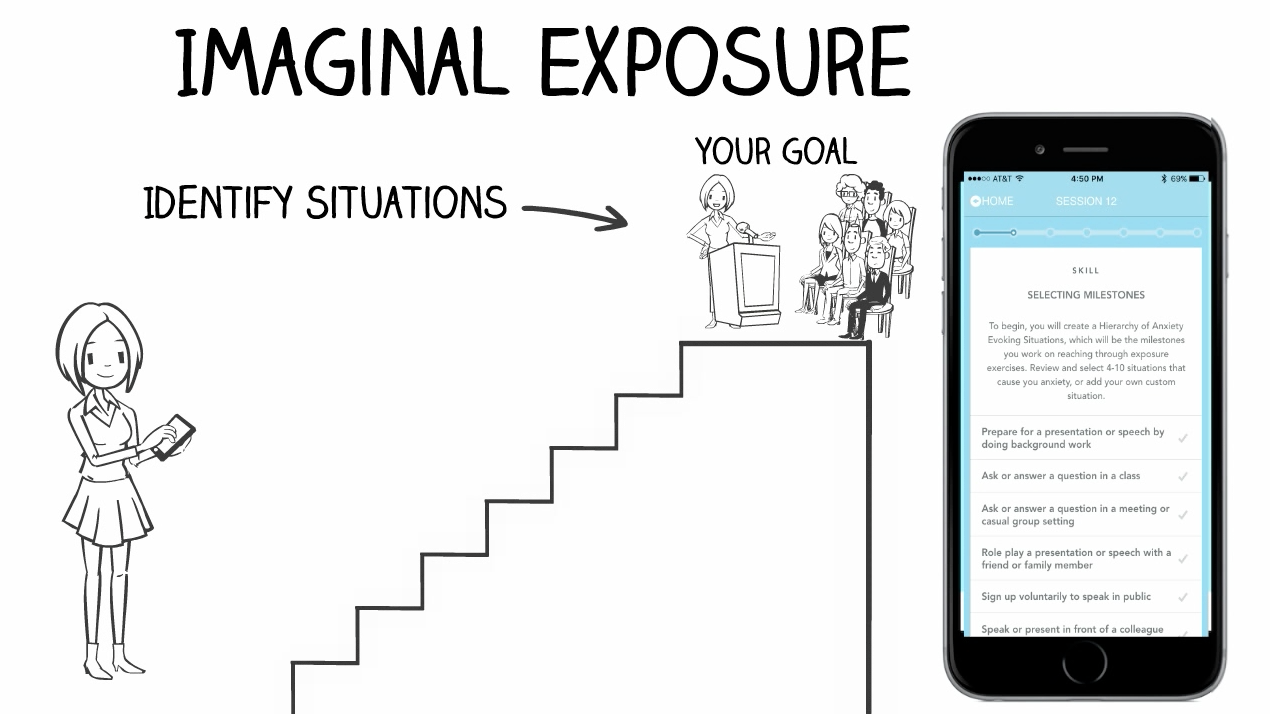 IMAGINAL EXPOSURE
YOUR GOAL
IDENTIFY SITUATIONS
AT&T
4:50 PM
69%
HOME
SESSION 12
SKILL
SELECTING MILESTONES
To begin, you will create a Hierarchy of Anxiety
Evoking Situations, which will be the milestones
you work on reaching through exposure
exercises. Review and select 4-10 situations that
cause you anxiety, or add your own custom
situation.
Prepare for a presentation or speech by
doing background work
Ask or answer a question in a class
Ask or answer a question in a meeting or
casual group setting
Role play a presentation or speech with a
friend or family member
Sign up voluntarily to speak in public
Speak or present in front of a colleague